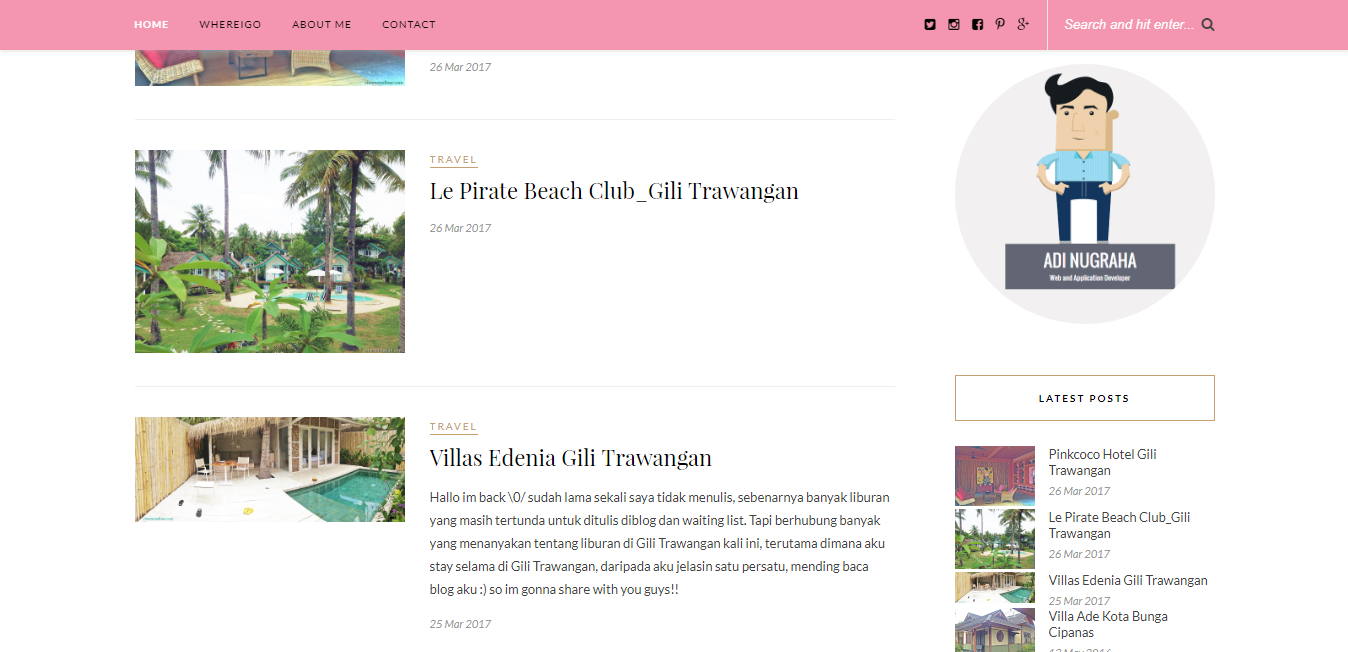 HOME WHEREIGO ABOUT ME CONTACT Search and hit enter...
26 Mar 2017
TRAVEL
Le Pirate Beach Club_Gili Trawangan
26 Mar 2017
TRAVEL
Villas Edenia Gili Trawangan
Hallo im back \0/ sudah lama sekali saya tidak menulis, sebenarnya banyak liburan
yang masih tertunda untuk ditulis diblog dan waiting list. Tapi berhubung banyak
yang menanyakan tentang liburan di Gili Trawangan kali ini, terutama dimana aku
stay selama di Gili Trawangan, daripada aku jelasin satu persatu, mending baca
blog aku :) so im gonna share with you guys!!
25 Mar 2017
ADI NUGRAHA
Web and Application Developer
LATEST POSTS
Pinkcoco Hotel Gili
Trawangan
26 Mar 2017
Le Pirate Beach Club_Gili
Trawangan
26 Mar 2017
Villas Edenia Gili Trawangan
25 Mar 2017
Villa Ade Kota Bunga
Cipanas